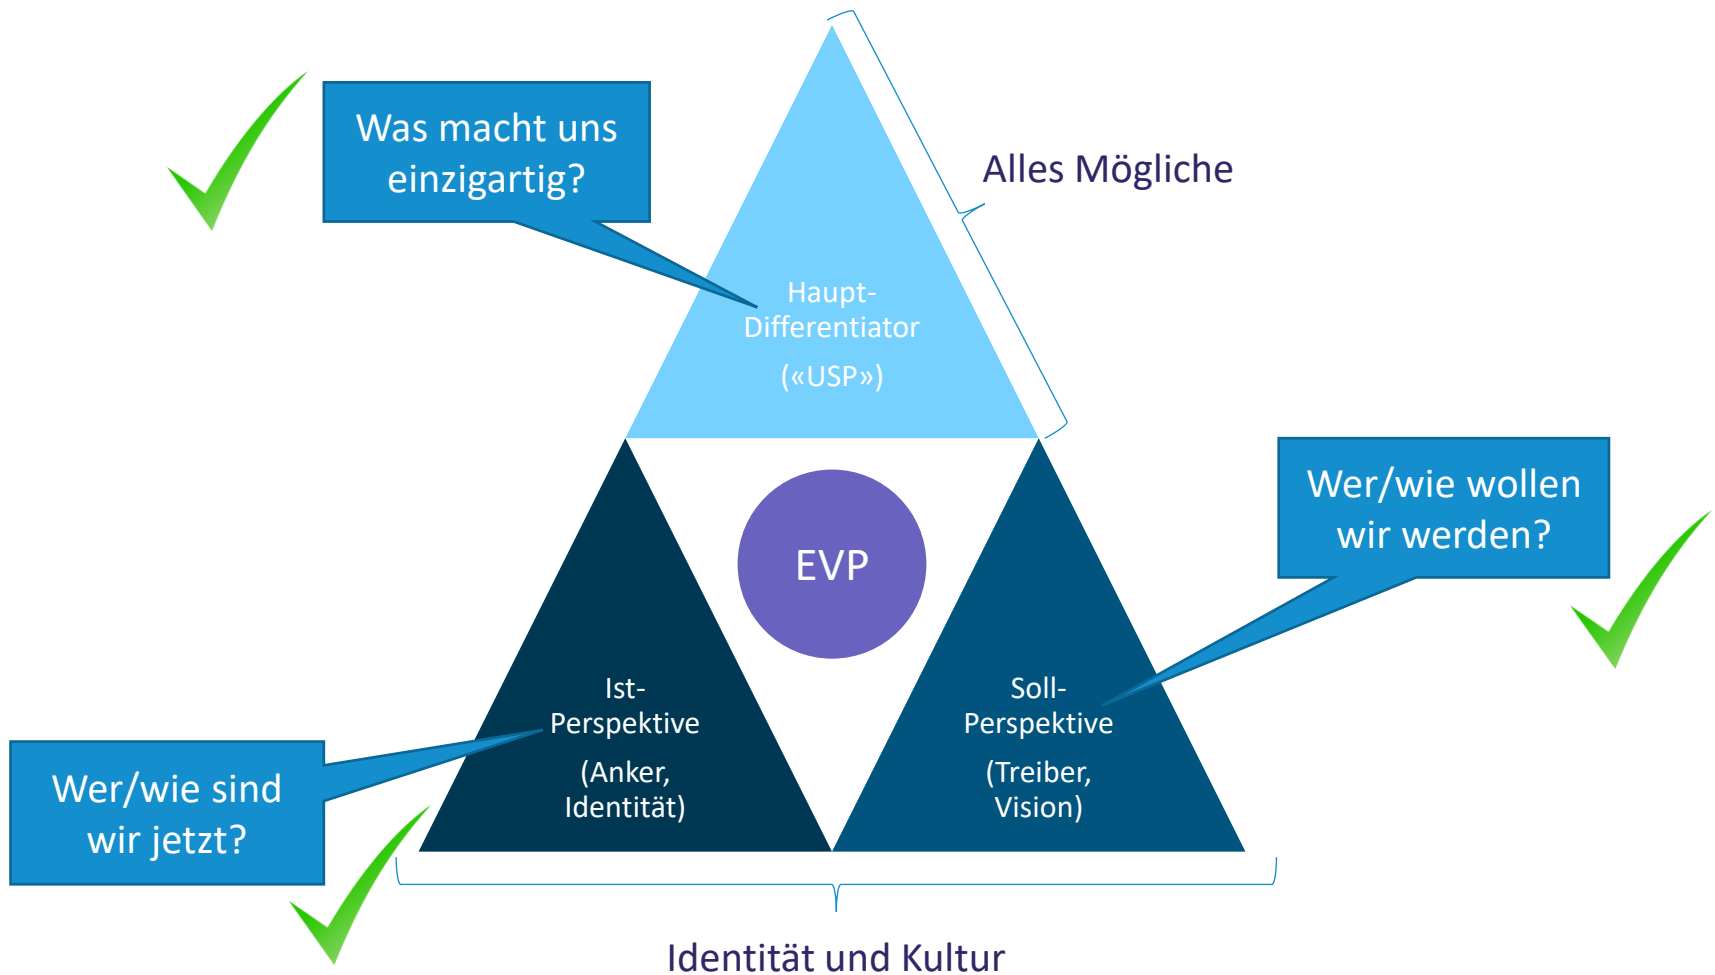 Was macht uns
einzigartig?
Alles Mögliche
Haupt-
Differentiator
(«USP»)
Wer/wie wollen
wir werden?
EVP
Ist-
Perspektive
(Anker,
Identität)
Soll-
Perspektive
(Treiber,
Vision)
Wer/wie sind
wir jetzt?
Identität und Kultur